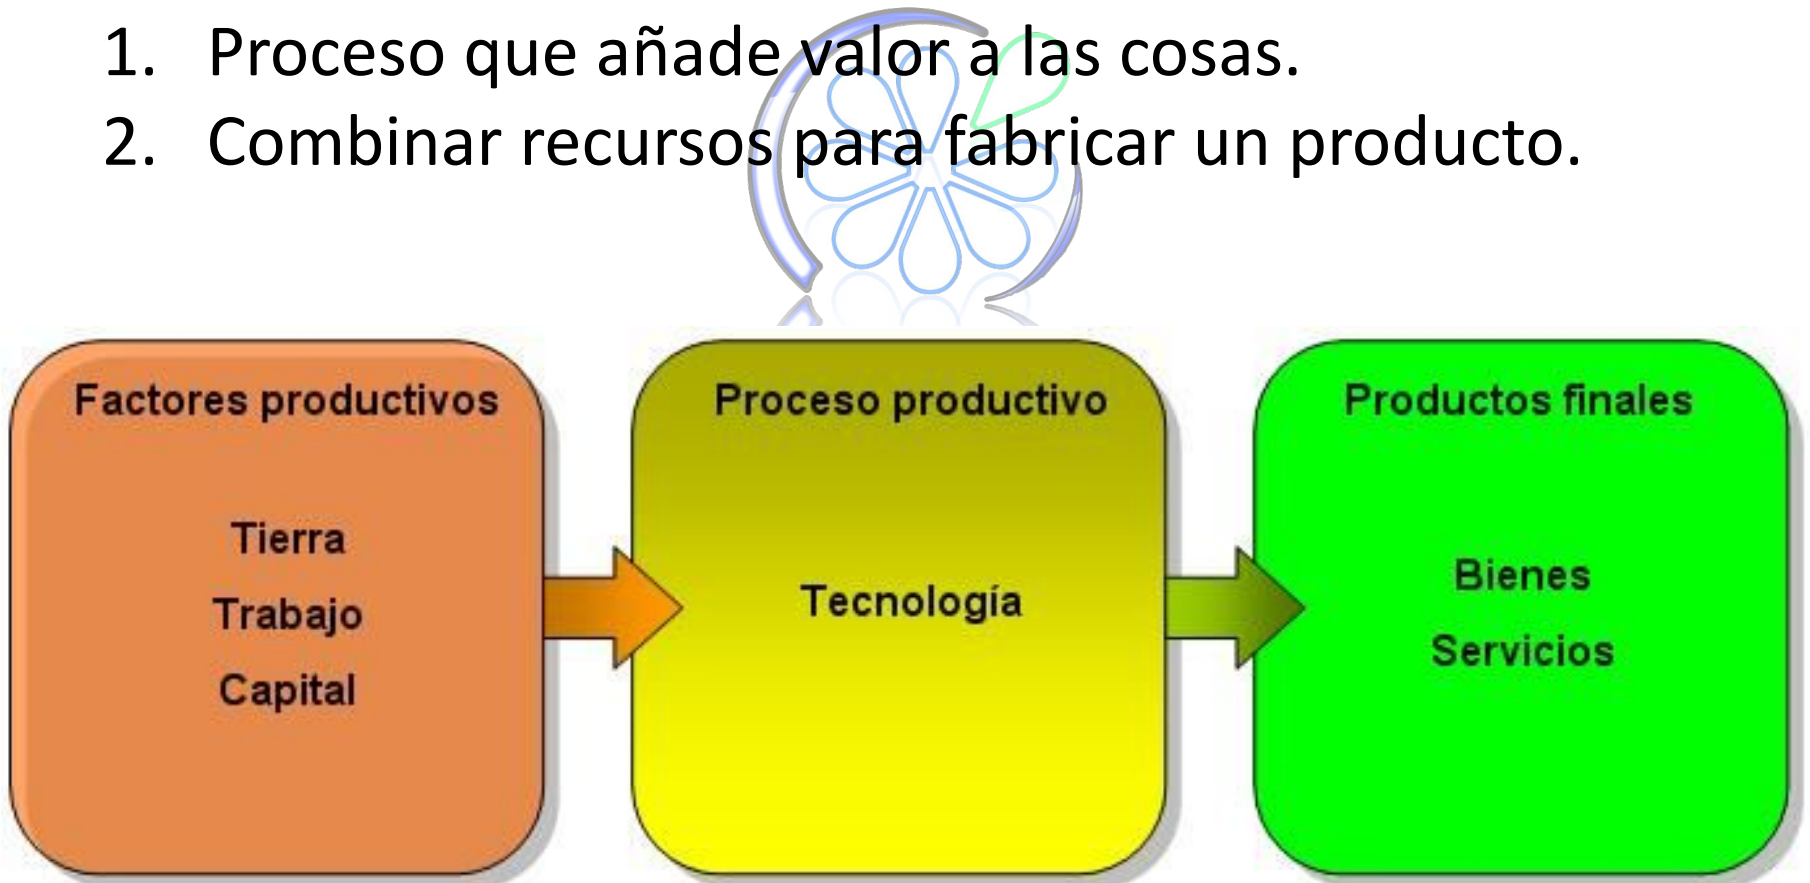 1. Proceso que añade valor a las cosas.
2. Combinar recursos para fabricar un producto.
Factores productivos
Tierra
Trabajo
Capital
Proceso productivo
Tecnología
Productos finales
Bienes
Servicios